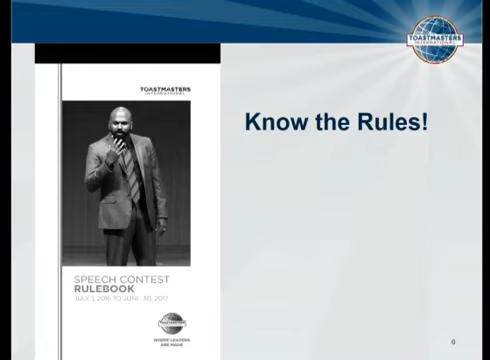 TOASTMASTERS
INTERNATIONAL
TOASTMASTERS
INTERNATIONAL
Know the Rules!
SPEECH CONTEST
RULEBOOK
JULY 1, 2016 TO JUNE 30, 2017
TOASTMASTERS
WHERE LEADERS
ARE MADE
6